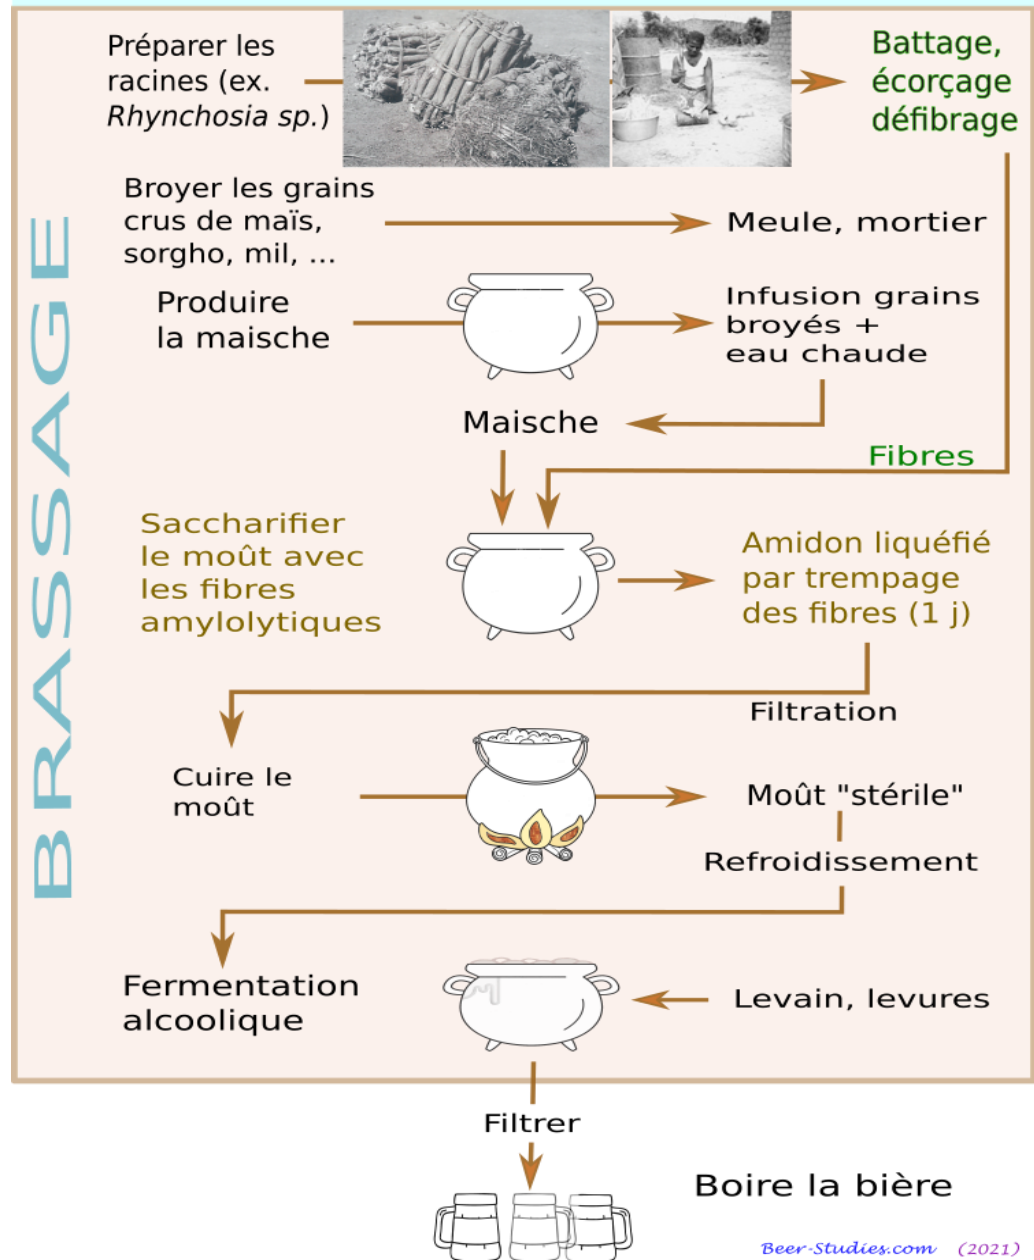 Préparer les
racines (ex.
Rhynchosia sp.)
Battage,
écorçage
défibrage
Broyer les grains
crus de maïs,
sorgho, mil, ...
Meule, mortier
Produire
la maische
Infusion grains
broyés +
eau chaude
Maische
Fibres
Saccharifier
le moût avec
les fibres
amylolytiques
Amidon liquéfié
par trempage
des fibres (1 j)
Filtration
Cuire le
moût
Moût "stérile"
Refroidissement
Fermentation
alcoolique
Levain, levures
BRASSAGE
Filtrer
Boire la bière
Beer-Studies.com (2021)